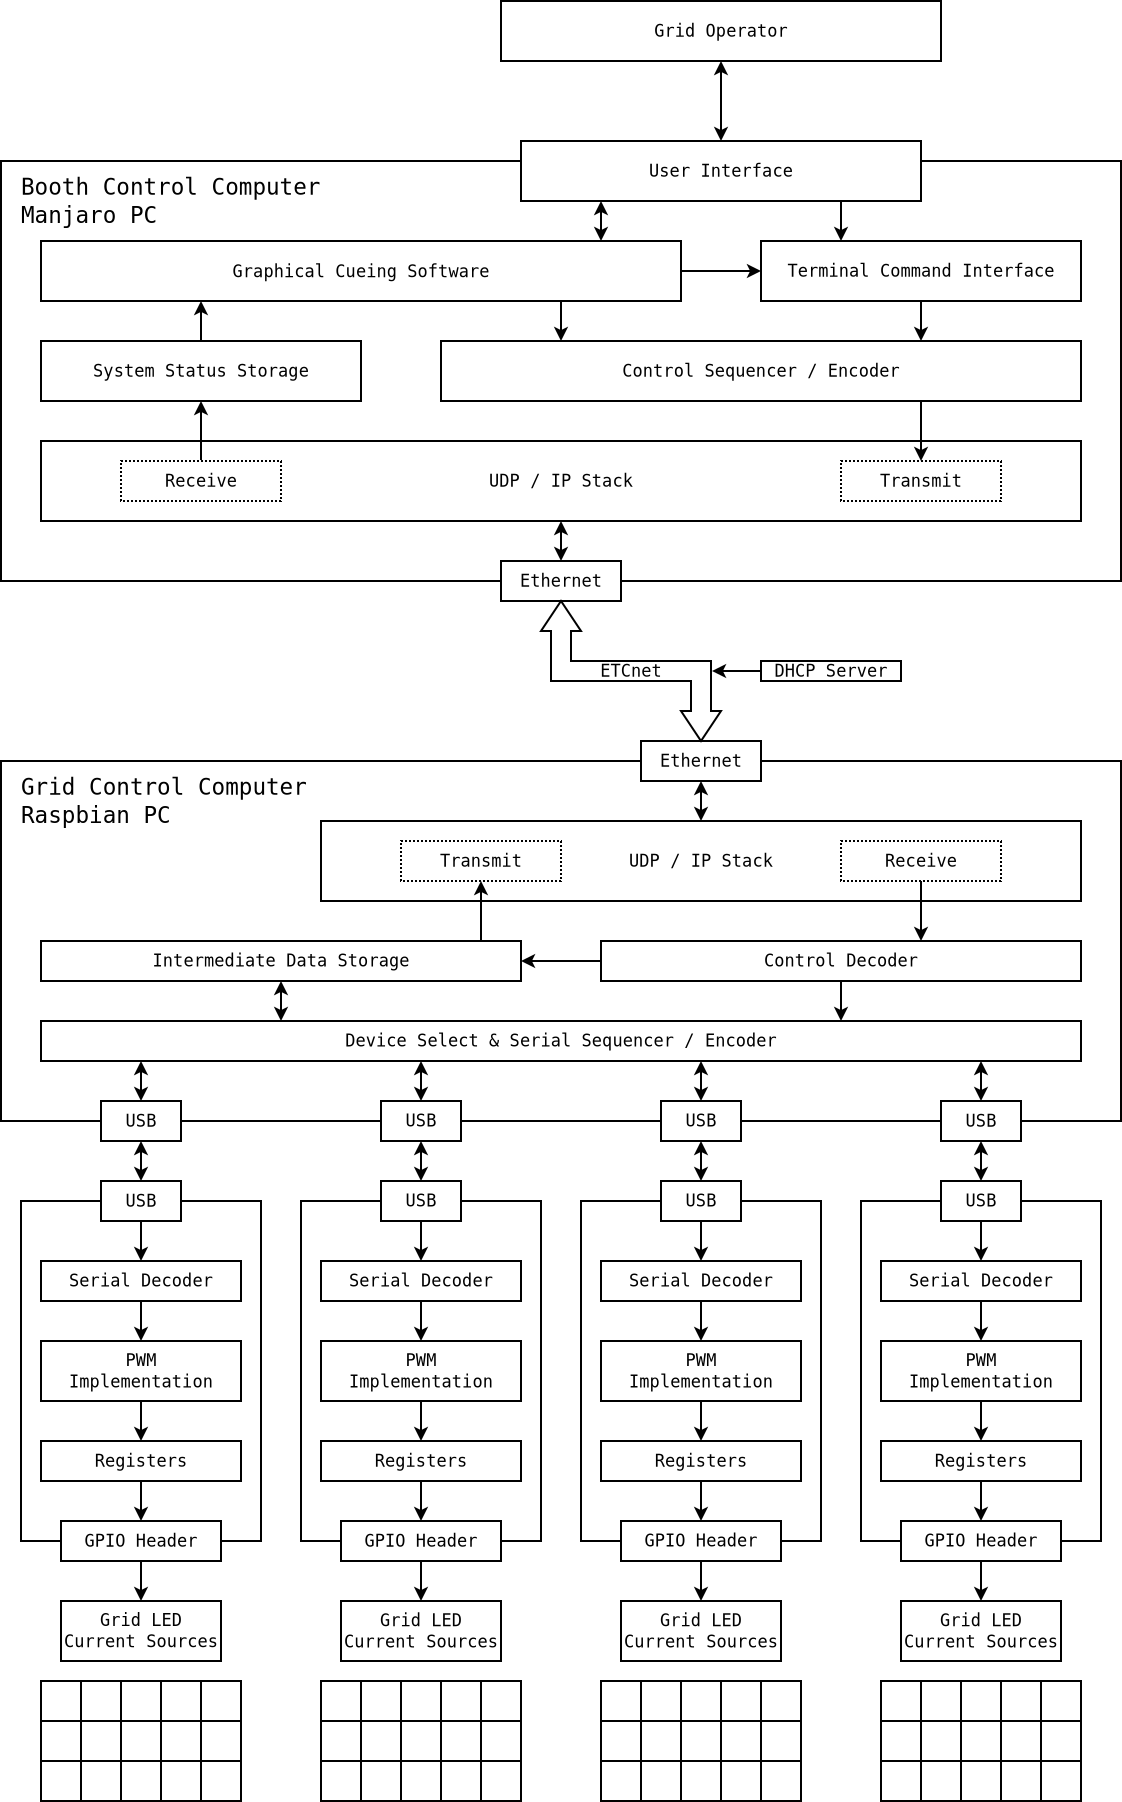 Grid Operator
User Interface
Booth Control Computer
Manjaro PC
Graphical Cueing Software
Terminal Command Interface
System Status Storage
Control Sequencer / Encoder
Receive
UDP / IP Stack
Transmit
Ethernet
ETCnet
DHCP Server
Ethernet
Grid Control Computer
Raspbian PC
Transmit
UDP / IP Stack
Receive
Intermediate Data Storage
Control Decoder
Device Select & Serial Sequencer / Encoder
USB
USB
USB
USB
USB
USB
USB
USB
Serial Decoder
Serial Decoder
Serial Decoder
Serial Decoder
PWM
Implementation
PWM
Implementation
PWM
Implementation
PWM
Implementation
Registers
Registers
Registers
Registers
GPIO Header
GPIO Header
GPIO Header
GPIO Header
Grid LED
Current Sources
Grid LED
Current Sources
Grid LED
Current Sources
Grid LED
Current Sources